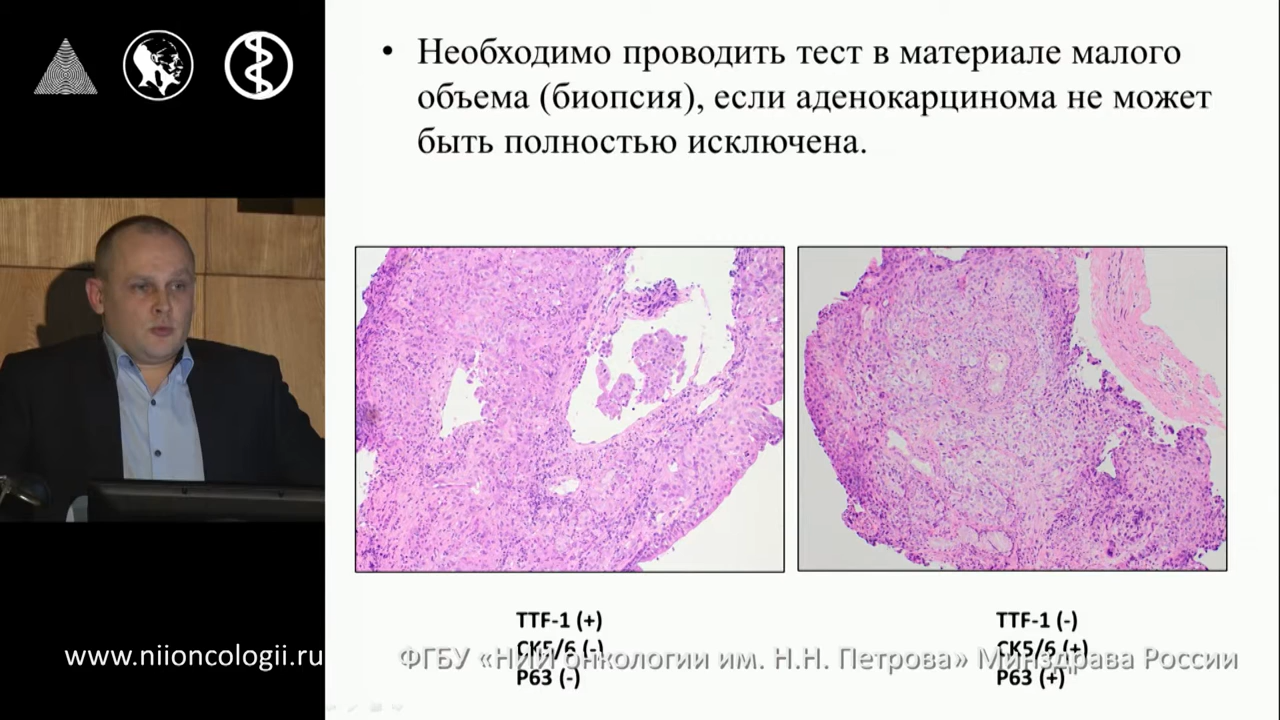 • Необходимо проводить тест в материале малого
объема (биопсия), если аденокарцинома не может
быть полностью исключена.
TTF-1 (+)
CK5/6 (-)
P63 (-)
TTF-1 (-)
CK5/6 (+)
P63 (+)
www.niioncologii.ru
ФГБУ «НИИ онкологии им. Н.Н. Петрова» Минздрава России